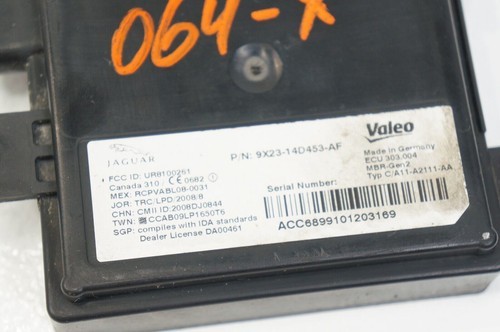 064-X
JAGUAR
P/N: 9X23-14D453-AF
Valeo
Made in Germany
ECU 303.004
MBR-Gen2
Typ C/A11-A2111-AA
FCC ID: UR8100261
Canada 310 / CE 0682
MEX: RCPVABL08-0031
JOR: TRC/LPD/2008/8
CHN: CMII ID:2008DJ0844
TWN: CCAB09LP1650T6
SGP: complies with IDA standards
Dealer License DA00461
Serial Number:
ACC6899101203169